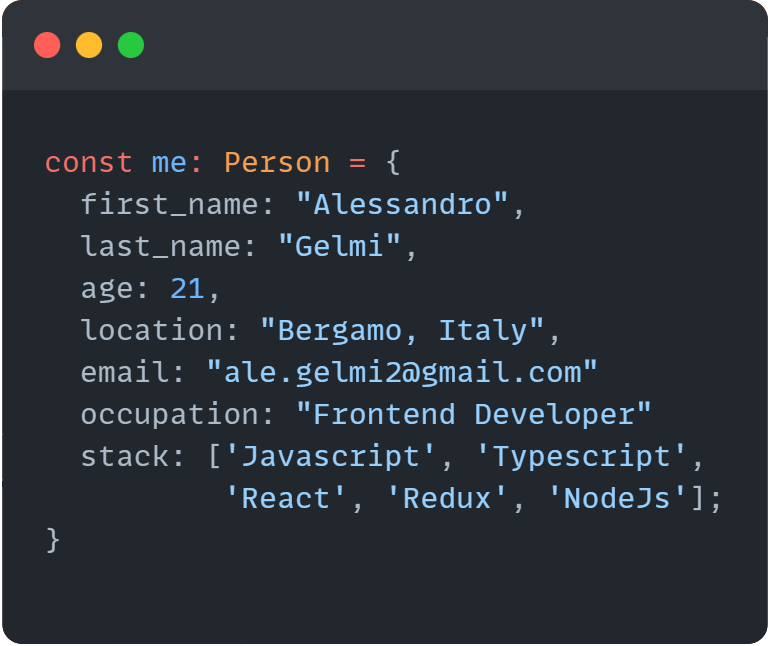 const me: Person = {
  first_name: "Alessandro",
  last_name: "Gelmi",
  age: 21,
  location: "Bergamo, Italy",
  email: "ale.gelmi2@gmail.com"
  occupation: "Frontend Developer"
  stack: ['Javascript', 'Typescript',
          'React', 'Redux', 'NodeJs'];
}